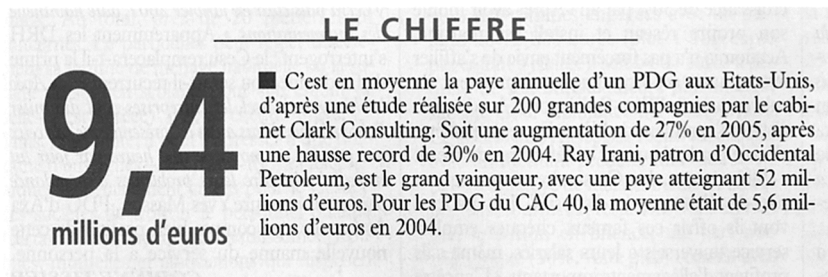 LE CHIFFRE
9,4
millions d'euros
■ C'est en moyenne la paye annuelle d'un PDG aux Etats-Unis,
d'après une étude réalisée sur 200 grandes compagnies par le cabi-
net Clark Consulting. Soit une augmentation de 27% en 2005, après
une hausse record de 30% en 2004. Ray Irani, patron d'Occidental
Petroleum, est le grand vainqueur, avec une paye atteignant 52 mil-
lions d'euros. Pour les PDG du CAC 40, la moyenne était de 5,6 mil-
lions d'euros en 2004.